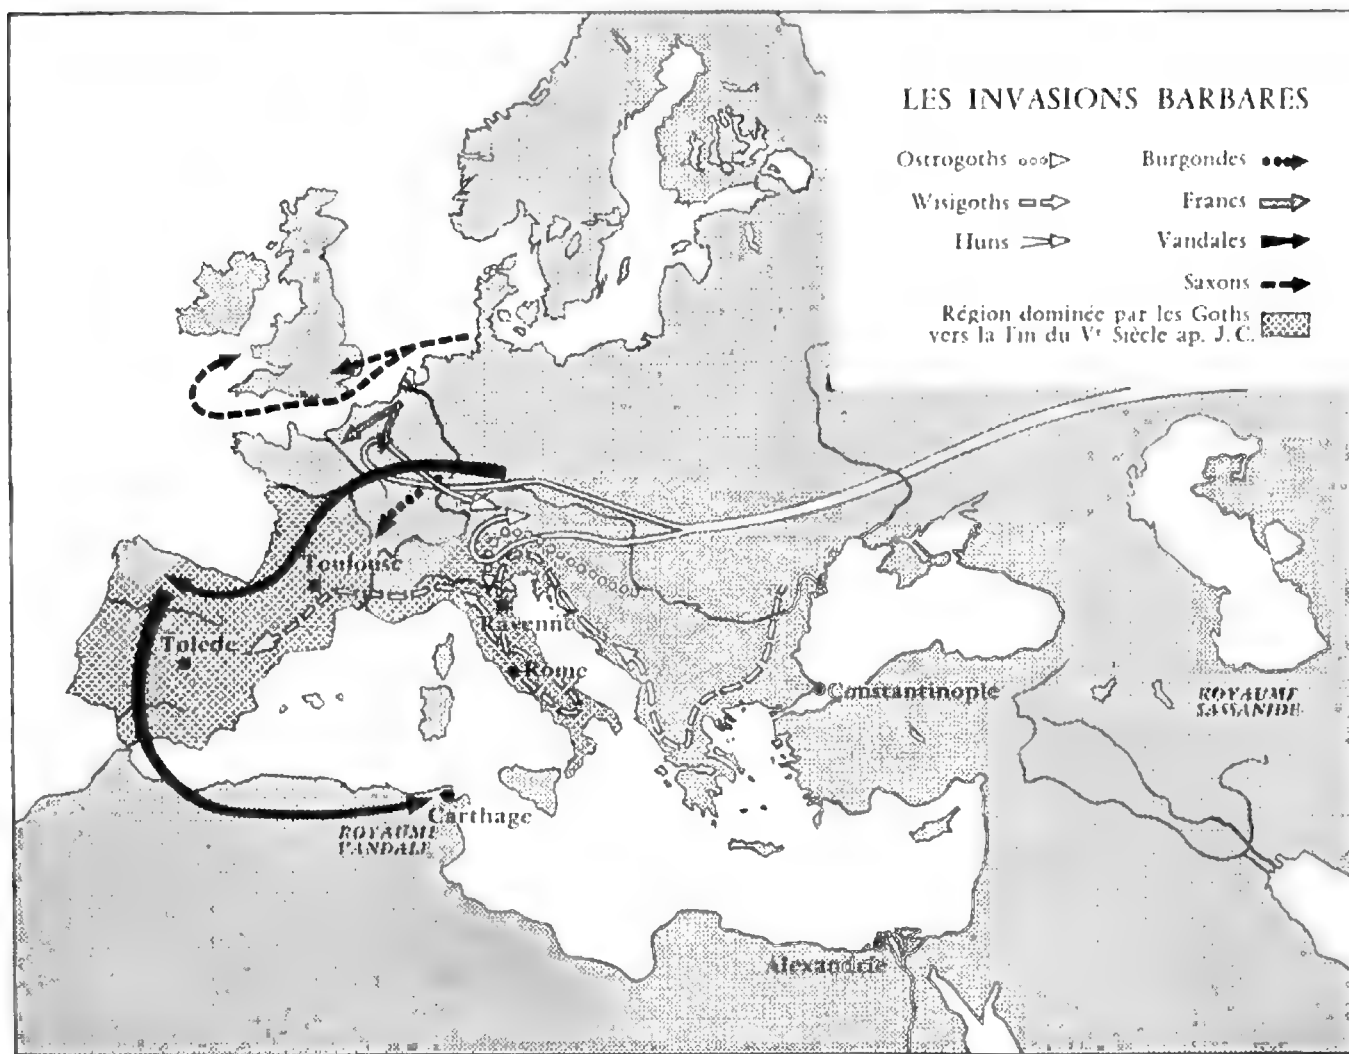 LES INVASIONS BARBARES
Ostrogoths
Wisigoths
Huns
Burgondes
Francs
Vandales
Saxons
Région dominée par les Goths
vers la fin du Vᵉ Siècle ap. J. C.
Toulouse
Ravenne
Tolède
Rome
Constantinople
ROYAUME
SASSANIDE
Carthage
ROYAUME
VANDALE
Alexandrie